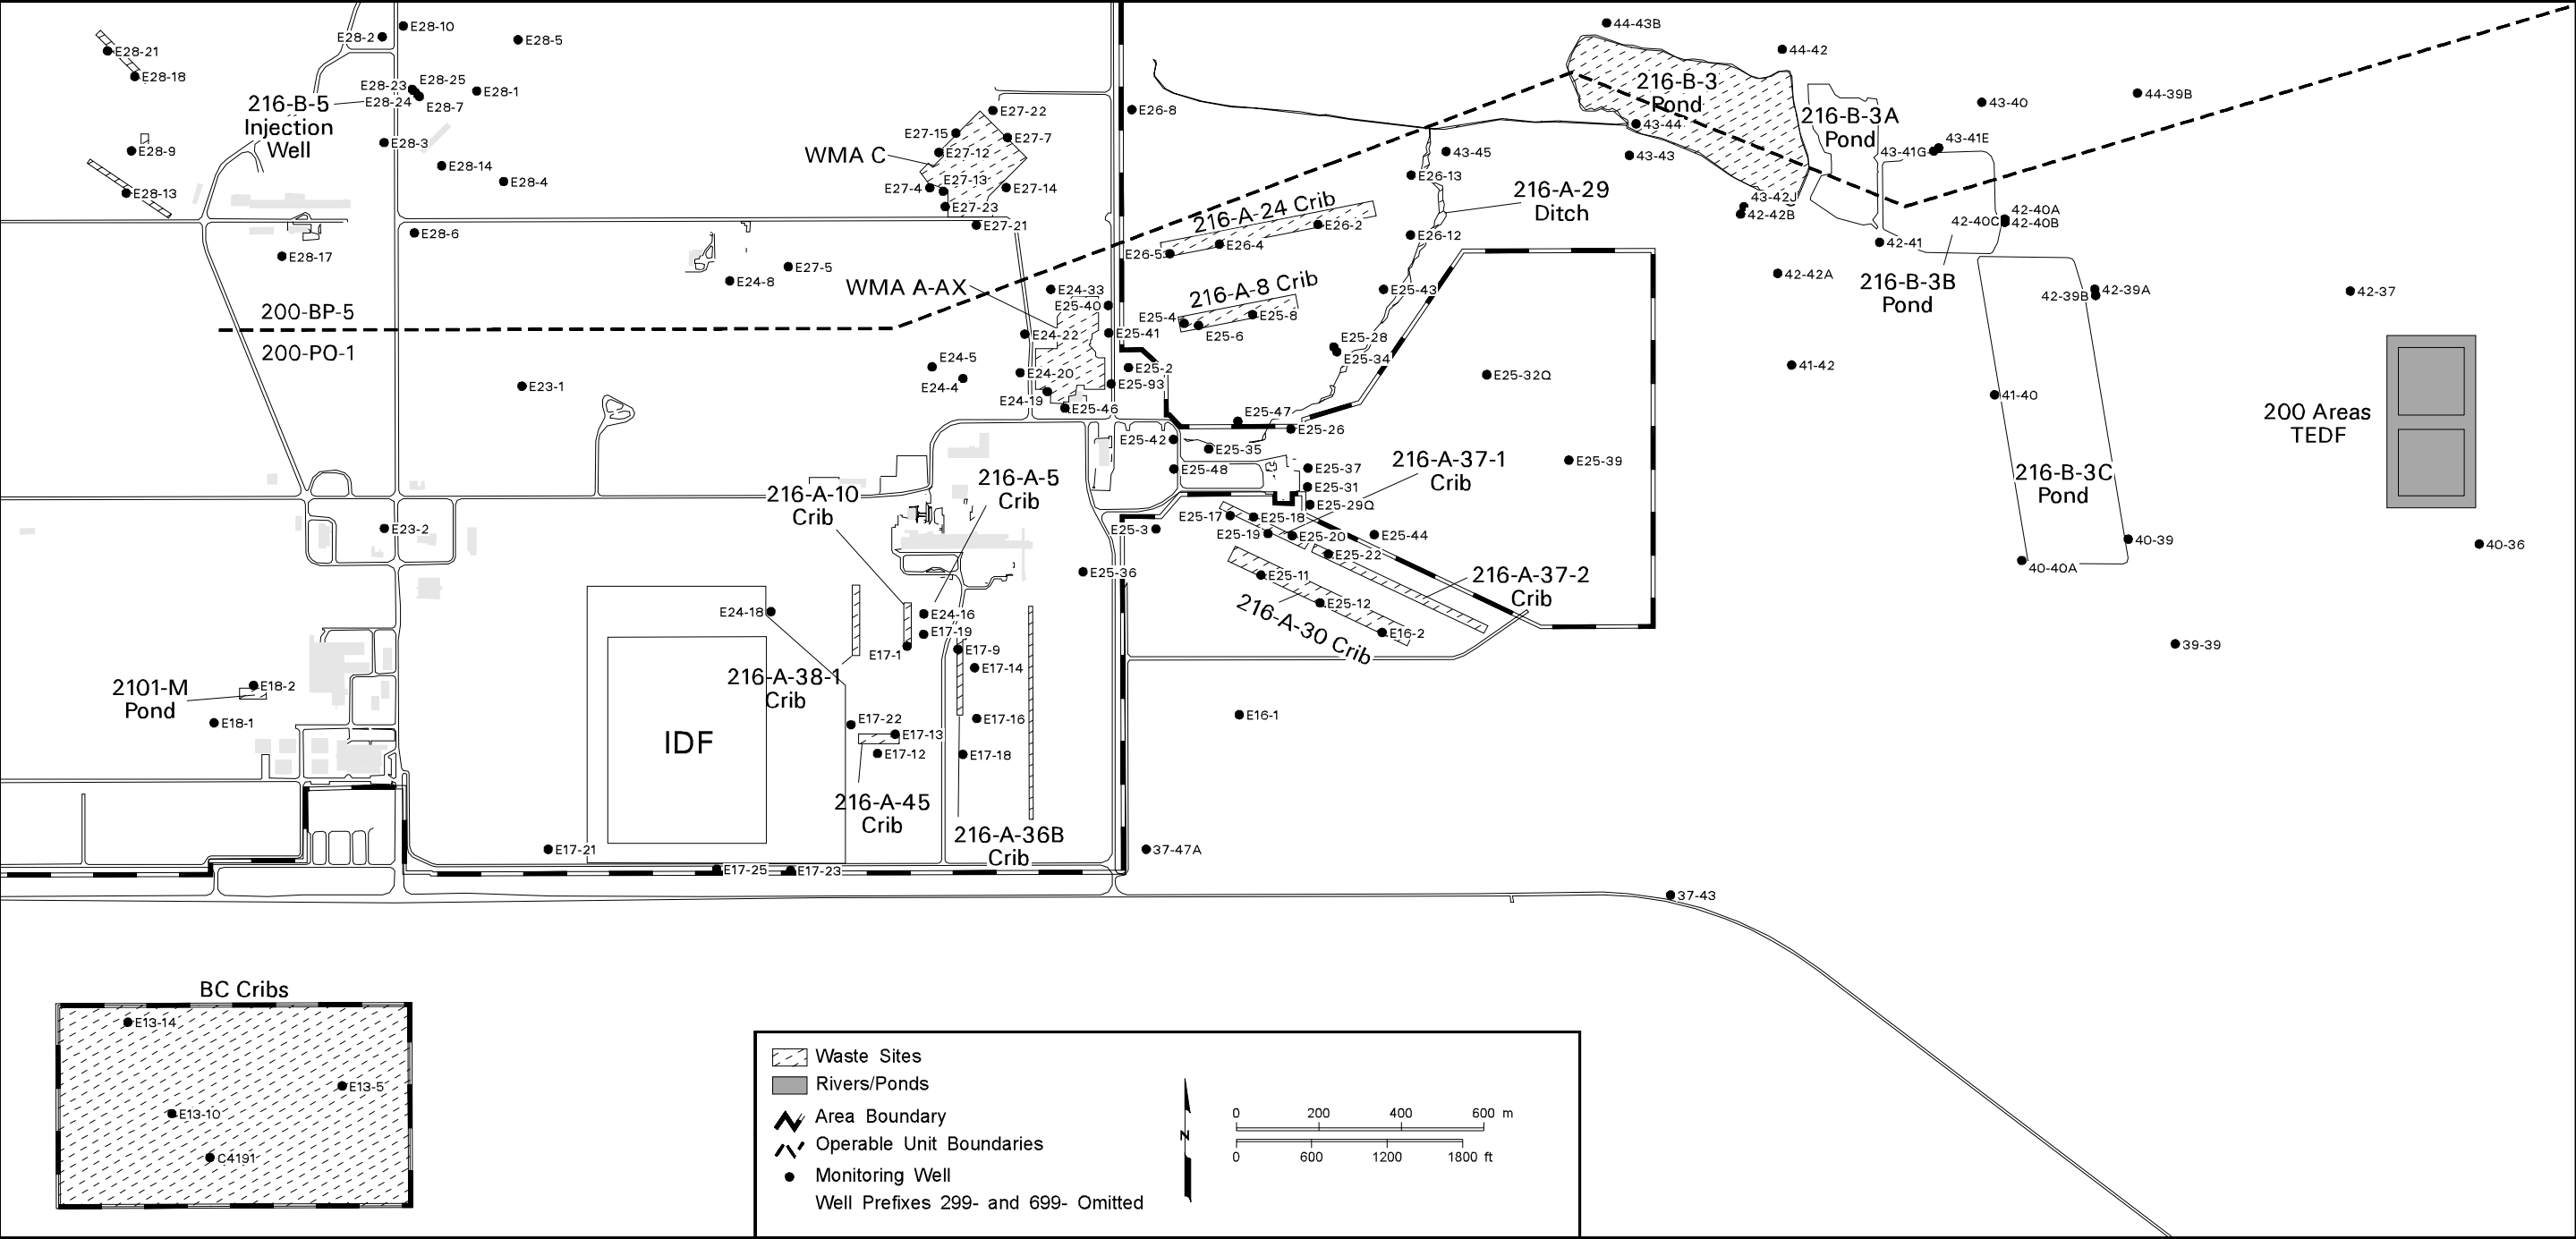 E28-10
E28-2
E28-5
E28-21
E28-18
E28-25
E28-23
E28-24
E28-7
E28-1
216-B-5
Injection
Well
E28-3
E28-9
E28-14
E28-4
E28-13
E28-6
E28-17
E27-22
E27-15
E27-7
E27-12
WMA C
E27-13
E27-4
E27-14
E27-23
E27-21
E27-5
E24-8
WMA A-AX
E24-33
E25-40
E24-22
E25-41
200-BP-5
200-PO-1
E24-5
E24-4
E24-20
E25-2
E25-93
E24-19
E25-46
E23-1
E26-8
44-43B
44-42
216-B-3
Pond
43-44
216-B-3A
Pond
43-40
44-39B
43-41E
43-41G
43-45
43-43
E26-13
216-A-29
Ditch
43-42J
42-42B
42-40A
42-40C
42-40B
42-41
216-A-24 Crib
E26-2
E26-4
E26-5
E26-12
42-42A
216-B-3B
Pond
42-39A
42-39B
42-37
216-A-8 Crib
E25-43
E25-4
E25-8
E25-6
E25-28
E25-34
E25-32Q
41-42
41-40
200 Areas
TEDF
E25-47
E25-26
E25-42
E25-35
E25-48
E25-37
E25-31
E25-29Q
216-A-37-1
Crib
E25-39
216-B-3C
Pond
216-A-5
Crib
216-A-10
Crib
E23-2
E25-3
E25-17
E25-18
E25-19
E25-20
E25-44
E25-22
40-39
40-36
40-40A
E25-36
E25-11
216-A-37-2
Crib
E25-12
216-A-30 Crib
E16-2
39-39
E24-18
E24-16
E17-19
E17-1
E17-9
E17-14
216-A-38-1
Crib
2101-M
Pond
E18-2
E18-1
E17-22
E17-16
E17-13
E17-12
E17-18
E16-1
IDF
216-A-45
Crib
216-A-36B
Crib
E17-21
E17-25
E17-23
37-47A
37-43
BC Cribs
E13-14
E13-5
E13-10
C4191
Waste Sites
Rivers/Ponds
Area Boundary
Operable Unit Boundaries
Monitoring Well
Well Prefixes 299- and 699- Omitted
N
0 200 400 600 m
0 600 1200 1800 ft